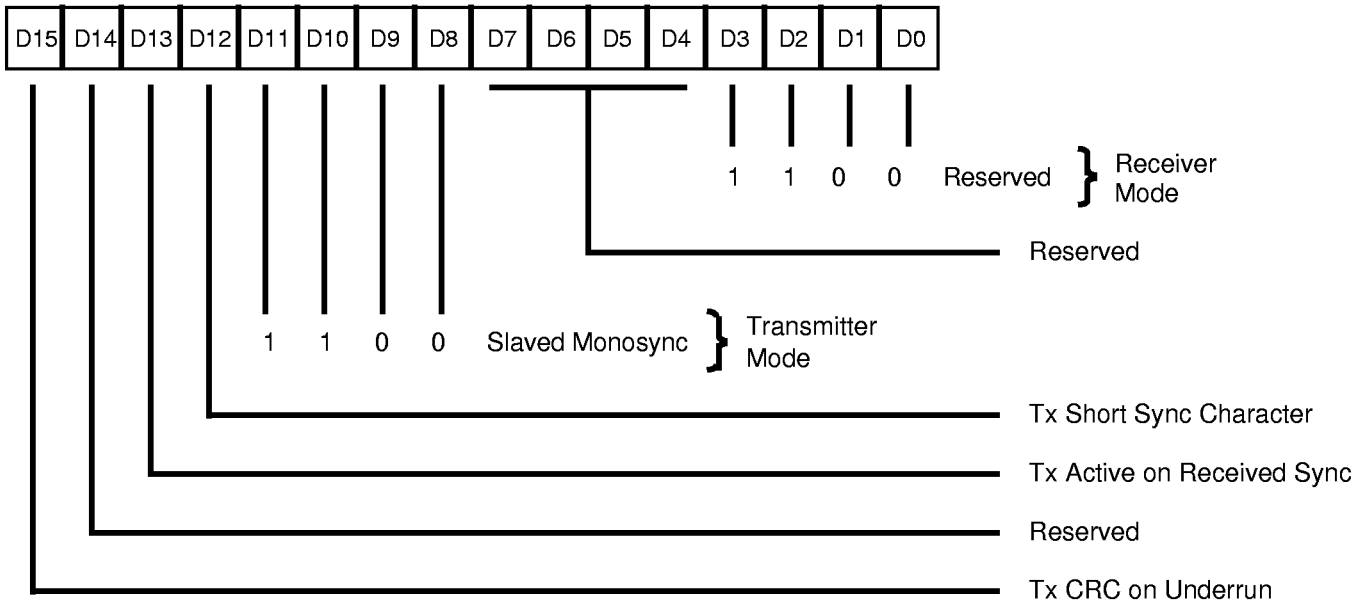 D15 D14 D13 D12 D11 D10 D9 D8 D7 D6 D5 D4 D3 D2 D1 D0
1 1 0 0 Reserved } Receiver
Mode
Reserved
1 1 0 0 Slaved Monosync } Transmitter
Mode
Tx Short Sync Character
Tx Active on Received Sync
Reserved
Tx CRC on Underrun